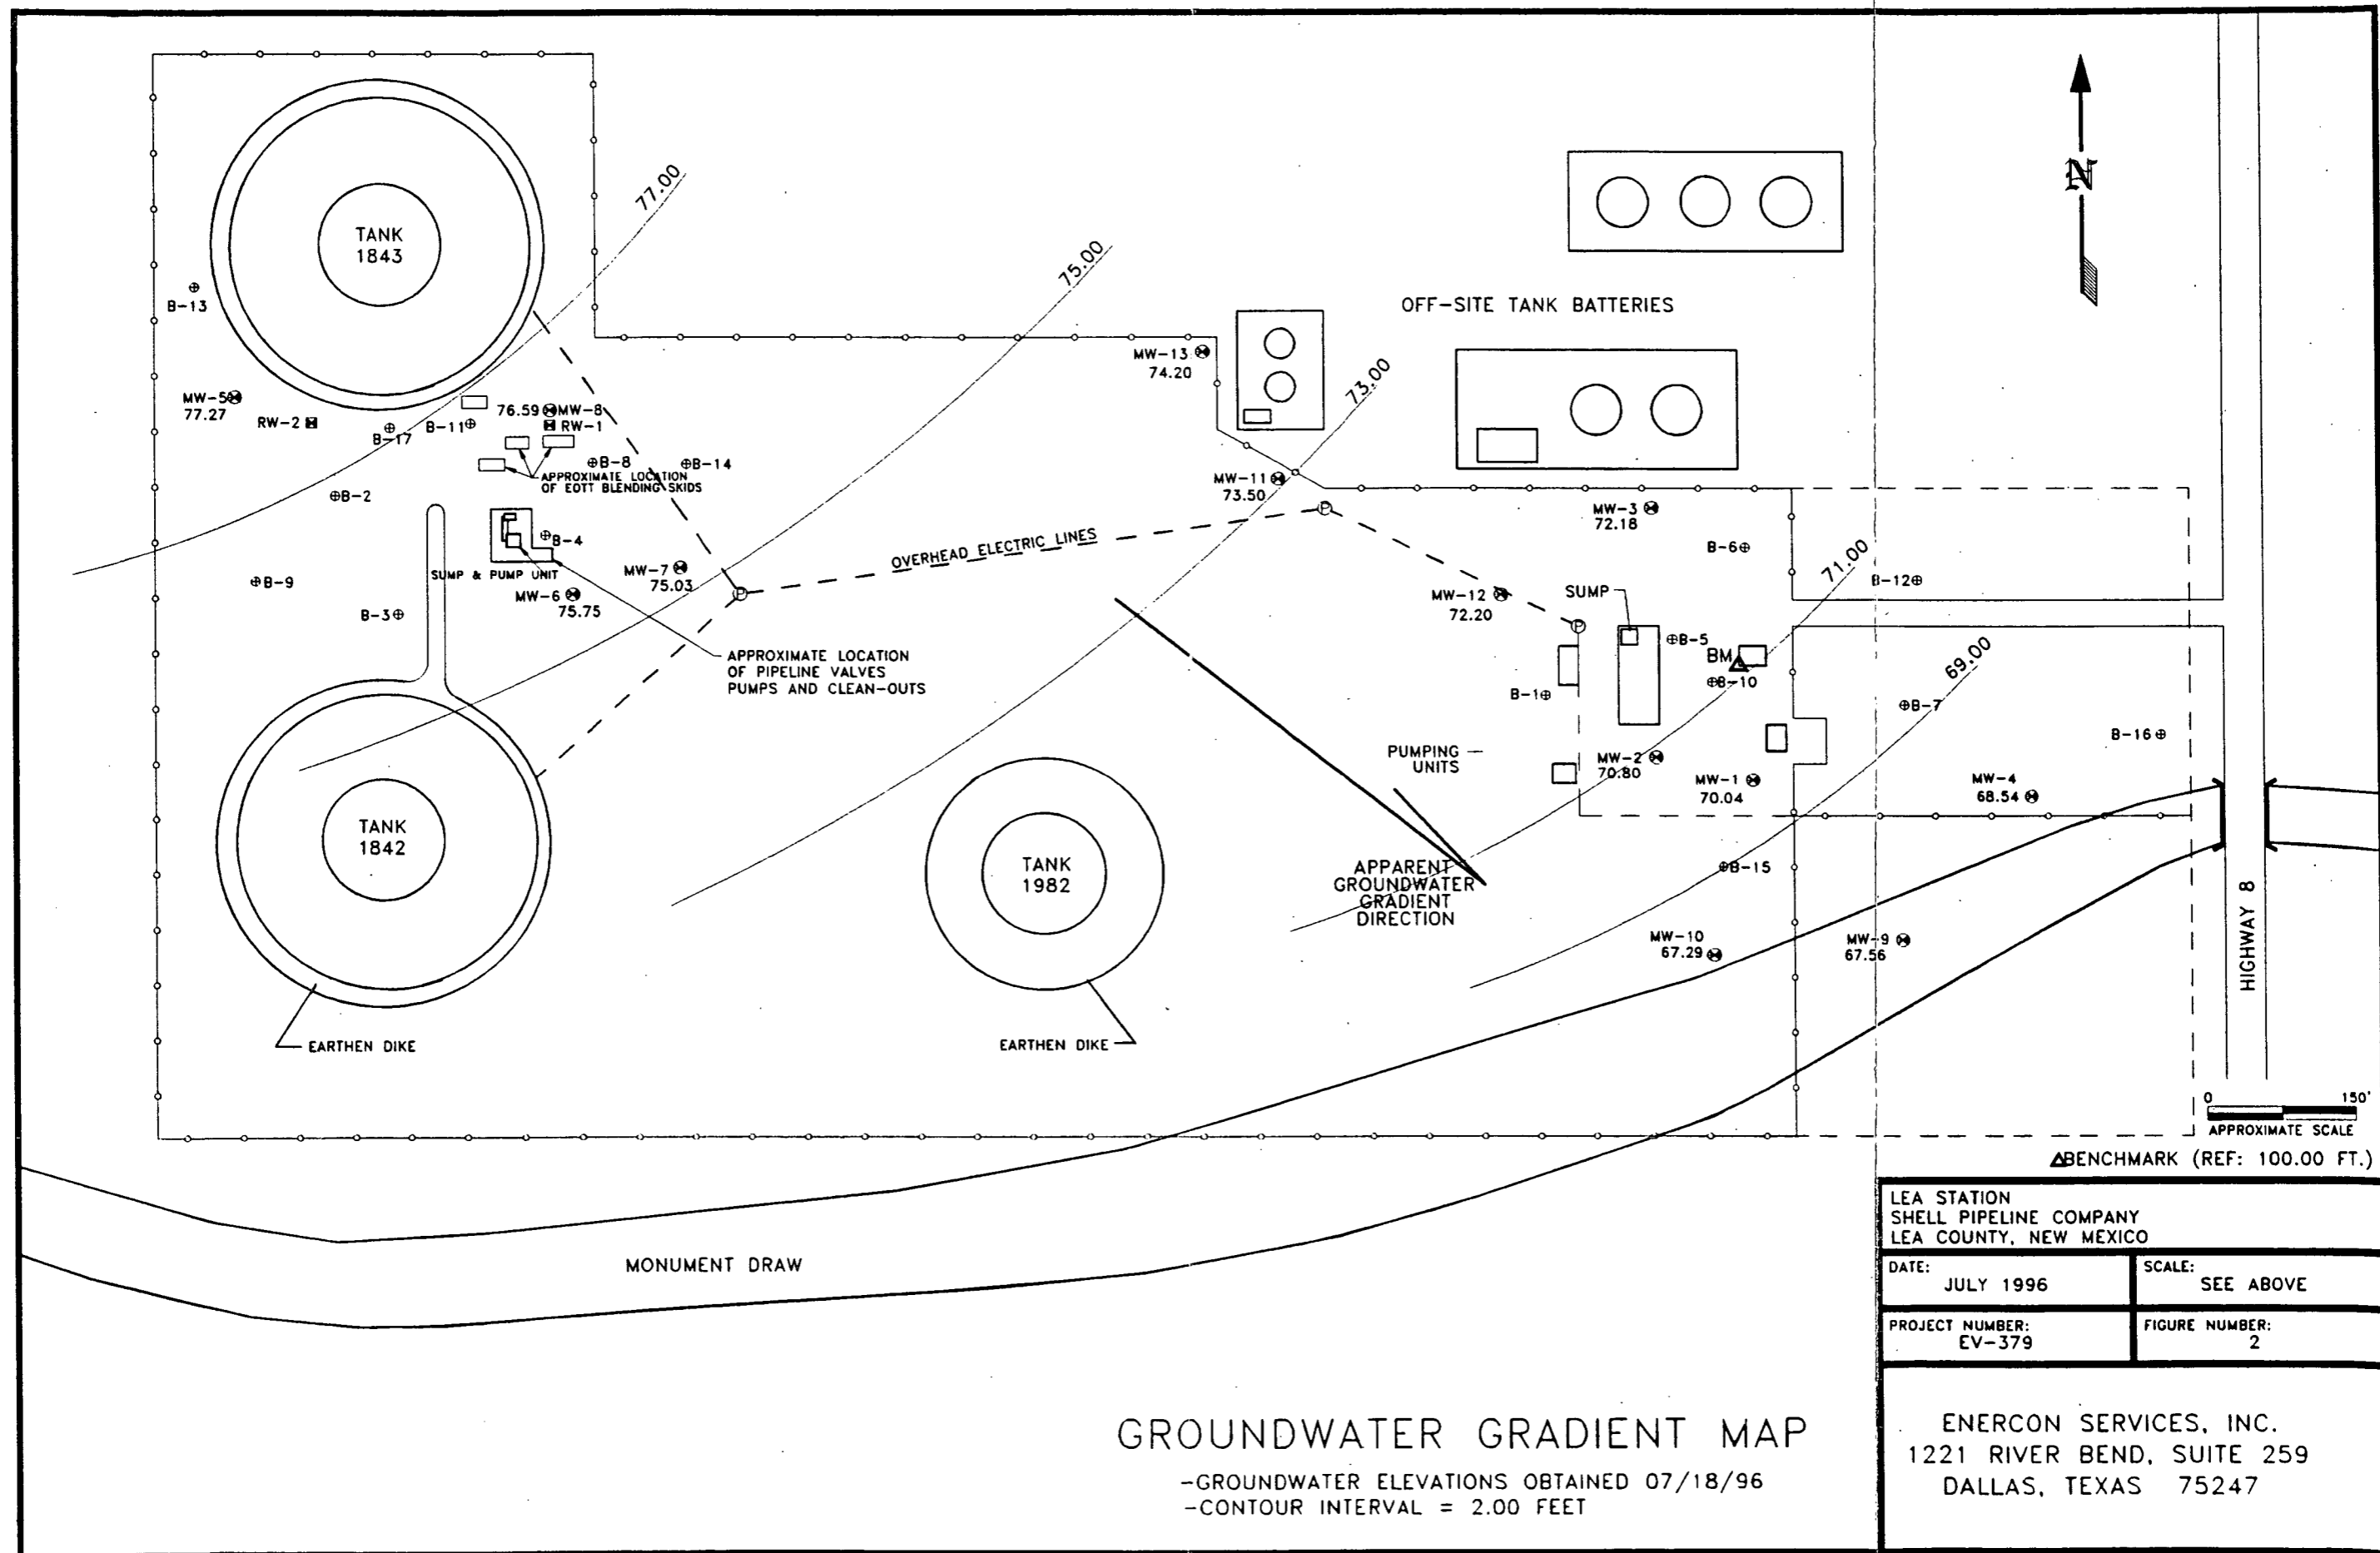 77.00
75.00
73.00
71.00
69.00
N
TANK
1843
B-13
MW-5
77.27
RW-2
B-17
B-11
76.59
MW-8
RW-1
B-8
B-14
APPROXIMATE LOCATION
OF EOTT BLENDING SKIDS
B-2
B-4
SUMP & PUMP UNIT
B-9
MW-7
75.03
MW-6
75.75
B-3
APPROXIMATE LOCATION
OF PIPELINE VALVES
PUMPS AND CLEAN-OUTS
OVERHEAD ELECTRIC LINES
P
P
P
MW-13
74.20
OFF-SITE TANK BATTERIES
MW-11
73.50
MW-3
72.18
B-6
B-12
MW-12
72.20
SUMP
B-5
BM
B-10
B-1
B-7
B-16
PUMPING
UNITS
MW-2
70.80
MW-1
70.04
MW-4
68.54
TANK
1842
TANK
1982
APPARENT
GROUNDWATER
GRADIENT
DIRECTION
B-15
MW-10
67.29
MW-9
67.56
HIGHWAY 8
EARTHEN DIKE
EARTHEN DIKE
MONUMENT DRAW
0 150'
APPROXIMATE SCALE
BENCHMARK (REF: 100.00 FT.)
LEA STATION
SHELL PIPELINE COMPANY
LEA COUNTY, NEW MEXICO
DATE:
JULY 1996
SCALE:
SEE ABOVE
PROJECT NUMBER:
EV-379
FIGURE NUMBER:
2
GROUNDWATER GRADIENT MAP
-GROUNDWATER ELEVATIONS OBTAINED 07/18/96
-CONTOUR INTERVAL = 2.00 FEET
ENERCON SERVICES, INC.
1221 RIVER BEND, SUITE 259
DALLAS, TEXAS 75247